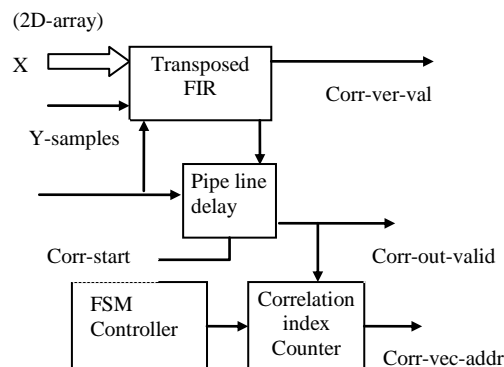 (2D-array)
X
Transposed
FIR
Corr-ver-val
Y-samples
Pipe line
delay
Corr-start
Corr-out-valid
FSM
Controller
Correlation
index
Counter
Corr-vec-addr